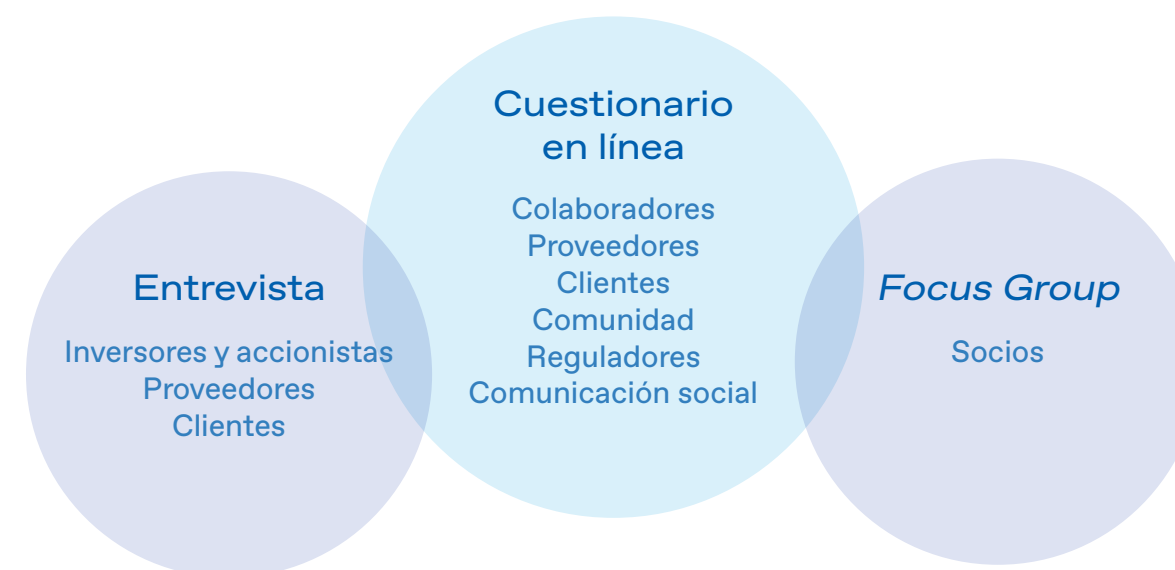 Entrevista
Inversores y accionistas
Proveedores
Clientes
Cuestionario
en línea
Colaboradores
Proveedores
Clientes
Comunidad
Reguladores
Comunicación social
Focus Group
Socios